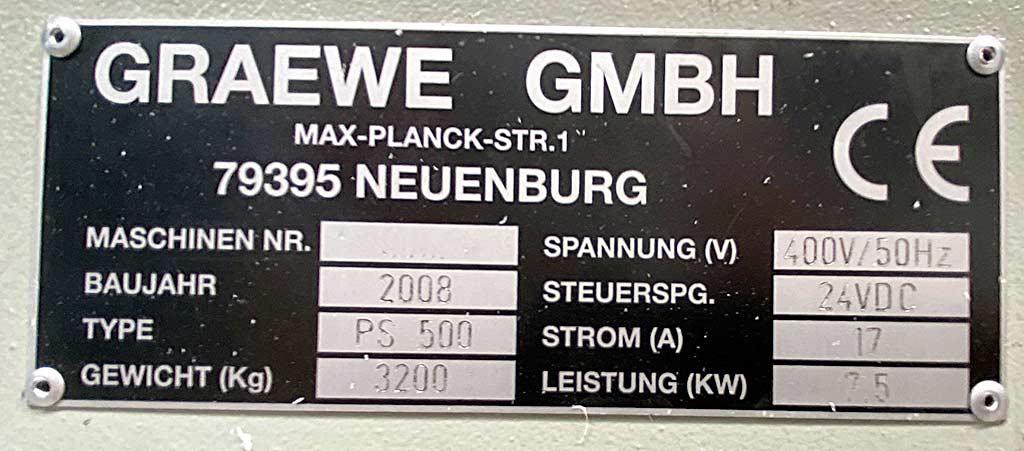 GRAEWE GMBH
MAX-PLANCK-STR.1
79395 NEUENBURG
CE
MASCHINEN NR.
BAUJAHR 2008
TYPE PS 500
GEWICHT (Kg) 3200
SPANNUNG (V) 400V/50Hz
STEUERSPG. 24VDC
STROM (A) 17
LEISTUNG (KW) 7.5